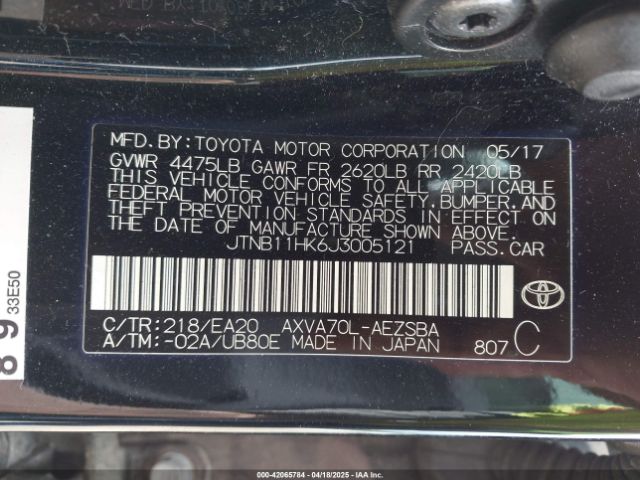 MFD.BY:TOYOTA MOTOR CORPORATION 05/17
GVWR 4475LB GAWR FR 2620LB RR 2420LB
THIS VEHICLE CONFORMS TO ALL APPLICABLE
FEDERAL MOTOR VEHICLE SAFETY,BUMPER,AND
THEFT PREVENTION STANDARDS IN EFFECT ON
THE DATE OF MANUFACTURE SHOWN ABOVE.
JTNB11HK6J3005121 PASS.CAR
C/TR:218/EA20 AXVA70L-AEZSBA
A/TM:-02A/UB80E MADE IN JAPAN 807 C
33E50
000-42065784 | 04/18/2025 | IAA Inc.